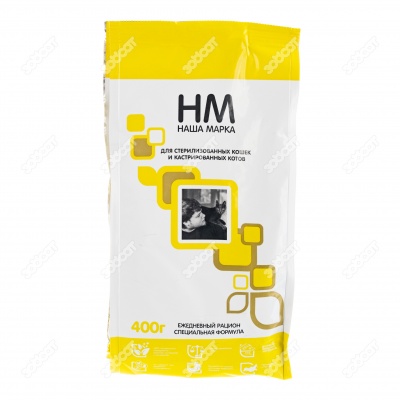 НМ
НАША МАРКА
ДЛЯ СТЕРИЛИЗОВАННЫХ КОШЕК
И КАСТРИРОВАННЫХ КОТОВ
400г
ЕЖЕДНЕВНЫЙ РАЦИОН
СПЕЦИАЛЬНАЯ ФОРМУЛА